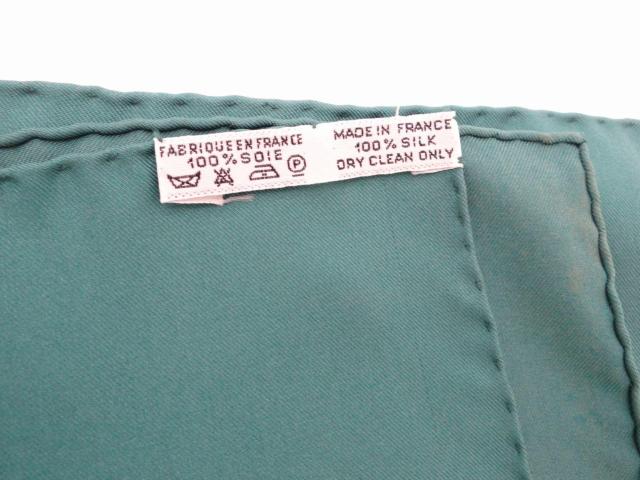 FABRIQUE EN FRANCE
100% SOIE
P
MADE IN FRANCE
100% SILK
DRY CLEAN ONLY